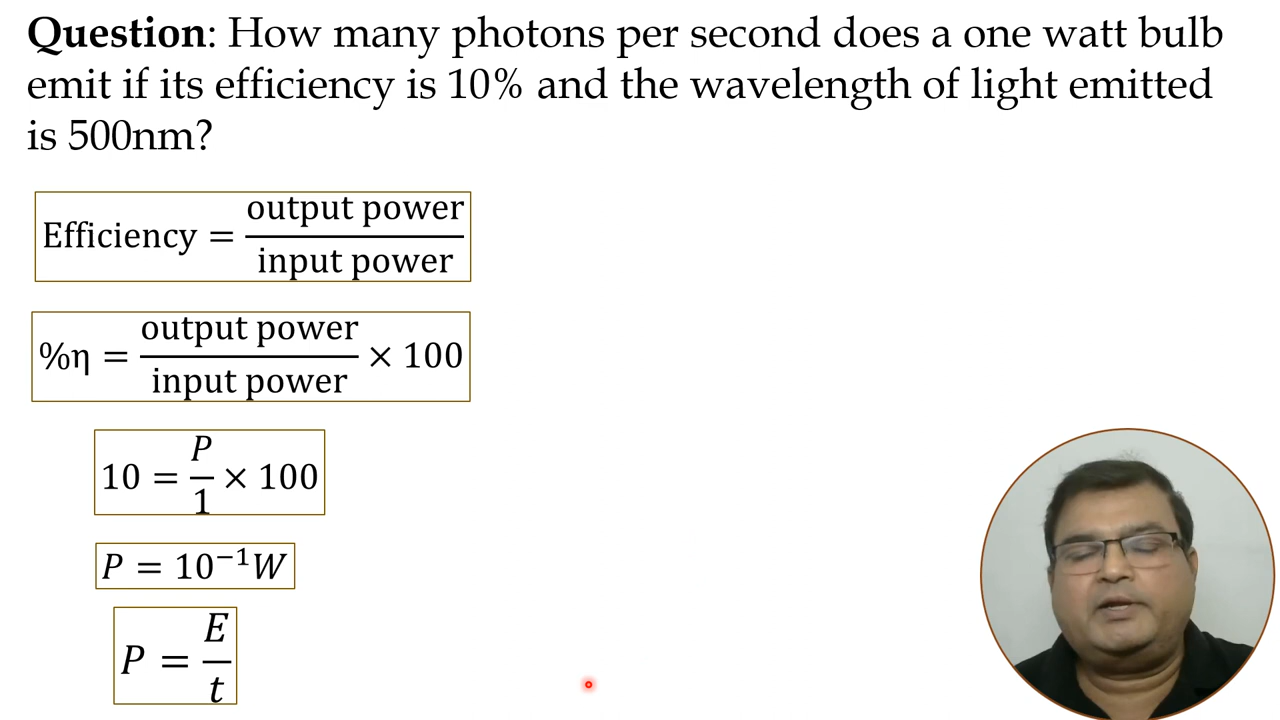 Question: How many photons per second does a one watt bulb
emit if its efficiency is 10% and the wavelength of light emitted
is 500nm?
Efficiency = output power / input power
%η = output power / input power × 100
10 = P/1 × 100
P = 10⁻¹W
P = E/t